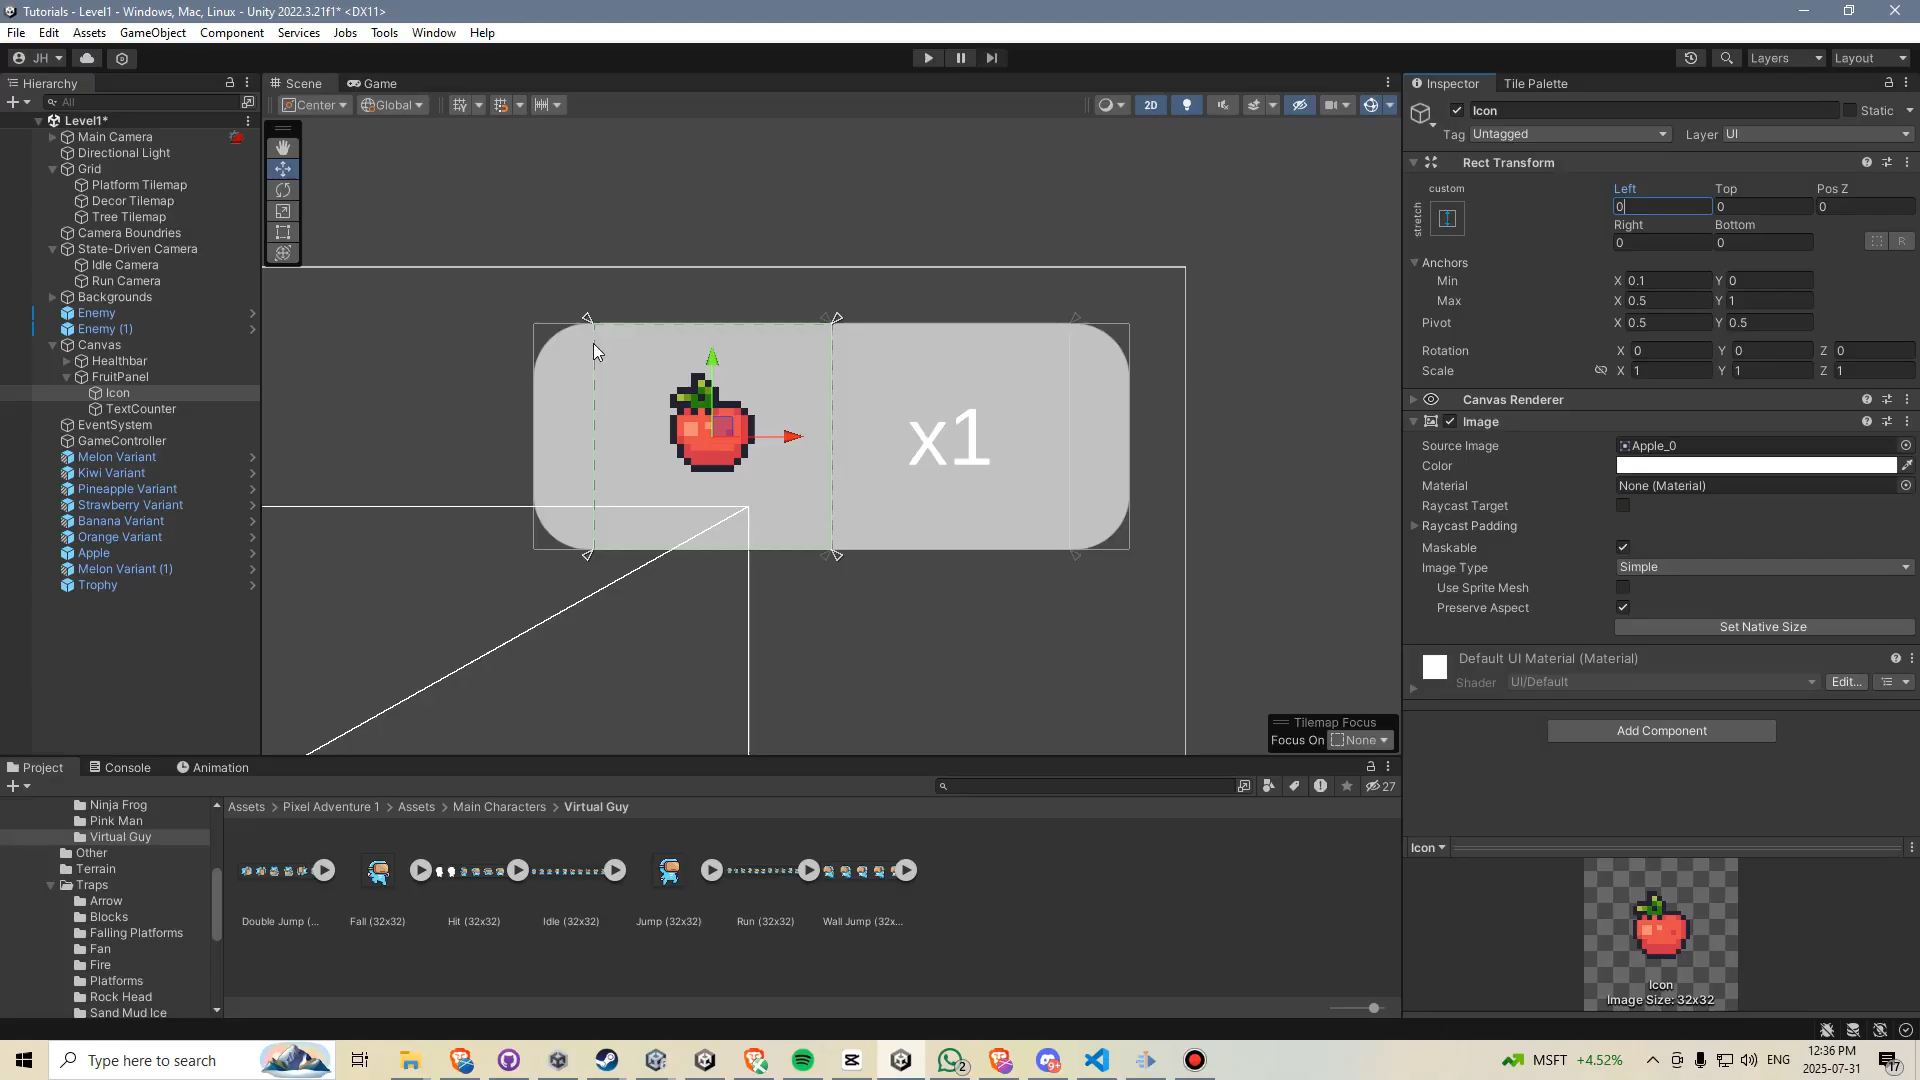 Tutorials - Level1 - Windows, Mac, Linux - Unity 2022.3.21f1* <DX11>
File Edit Assets GameObject Component Services Jobs Tools Window Help
JH Layers Layout
Hierarchy
All
Level1*
Main Camera
Directional Light
Grid
Platform Tilemap
Decor Tilemap
Tree Tilemap
Camera Boundries
State-Driven Camera
Idle Camera
Run Camera
Backgrounds
Enemy
Enemy (1)
Canvas
Healthbar
FruitPanel
Icon
TextCounter
EventSystem
GameController
Melon Variant
Kiwi Variant
Pineapple Variant
Strawberry Variant
Banana Variant
Orange Variant
Apple
Melon Variant (1)
Trophy
Scene Game
Center Global 2D
x1
Tilemap Focus
Focus On None
Inspector Tile Palette
Icon Static
Tag Untagged Layer UI
Rect Transform
custom
stretch
Left Top Pos Z
0 0 0
Right Bottom
0 0 R
Anchors
Min X 0.1 Y 0
Max X 0.5 Y 1
Pivot X 0.5 Y 0.5
Rotation X 0 Y 0 Z 0
Scale X 1 Y 1 Z 1
Canvas Renderer
Image
Source Image Apple_0
Color
Material None (Material)
Raycast Target
Raycast Padding
Maskable
Image Type Simple
Use Sprite Mesh
Preserve Aspect
Set Native Size
Default UI Material (Material)
Shader UI/Default Edit...
Add Component
Icon
Icon
Image Size: 32x32
Project Console Animation
27
Ninja Frog
Pink Man
Virtual Guy
Other
Terrain
Traps
Arrow
Blocks
Falling Platforms
Fan
Fire
Platforms
Rock Head
Sand Mud Ice
Assets > Pixel Adventure 1 > Assets > Main Characters > Virtual Guy
Double Jump (... Fall (32x32) Hit (32x32) Idle (32x32) Jump (32x32) Run (32x32) Wall Jump (32x...
Type here to search
2
9+
MSFT +4.52%
ENG
12:36 PM
2025-07-31
17